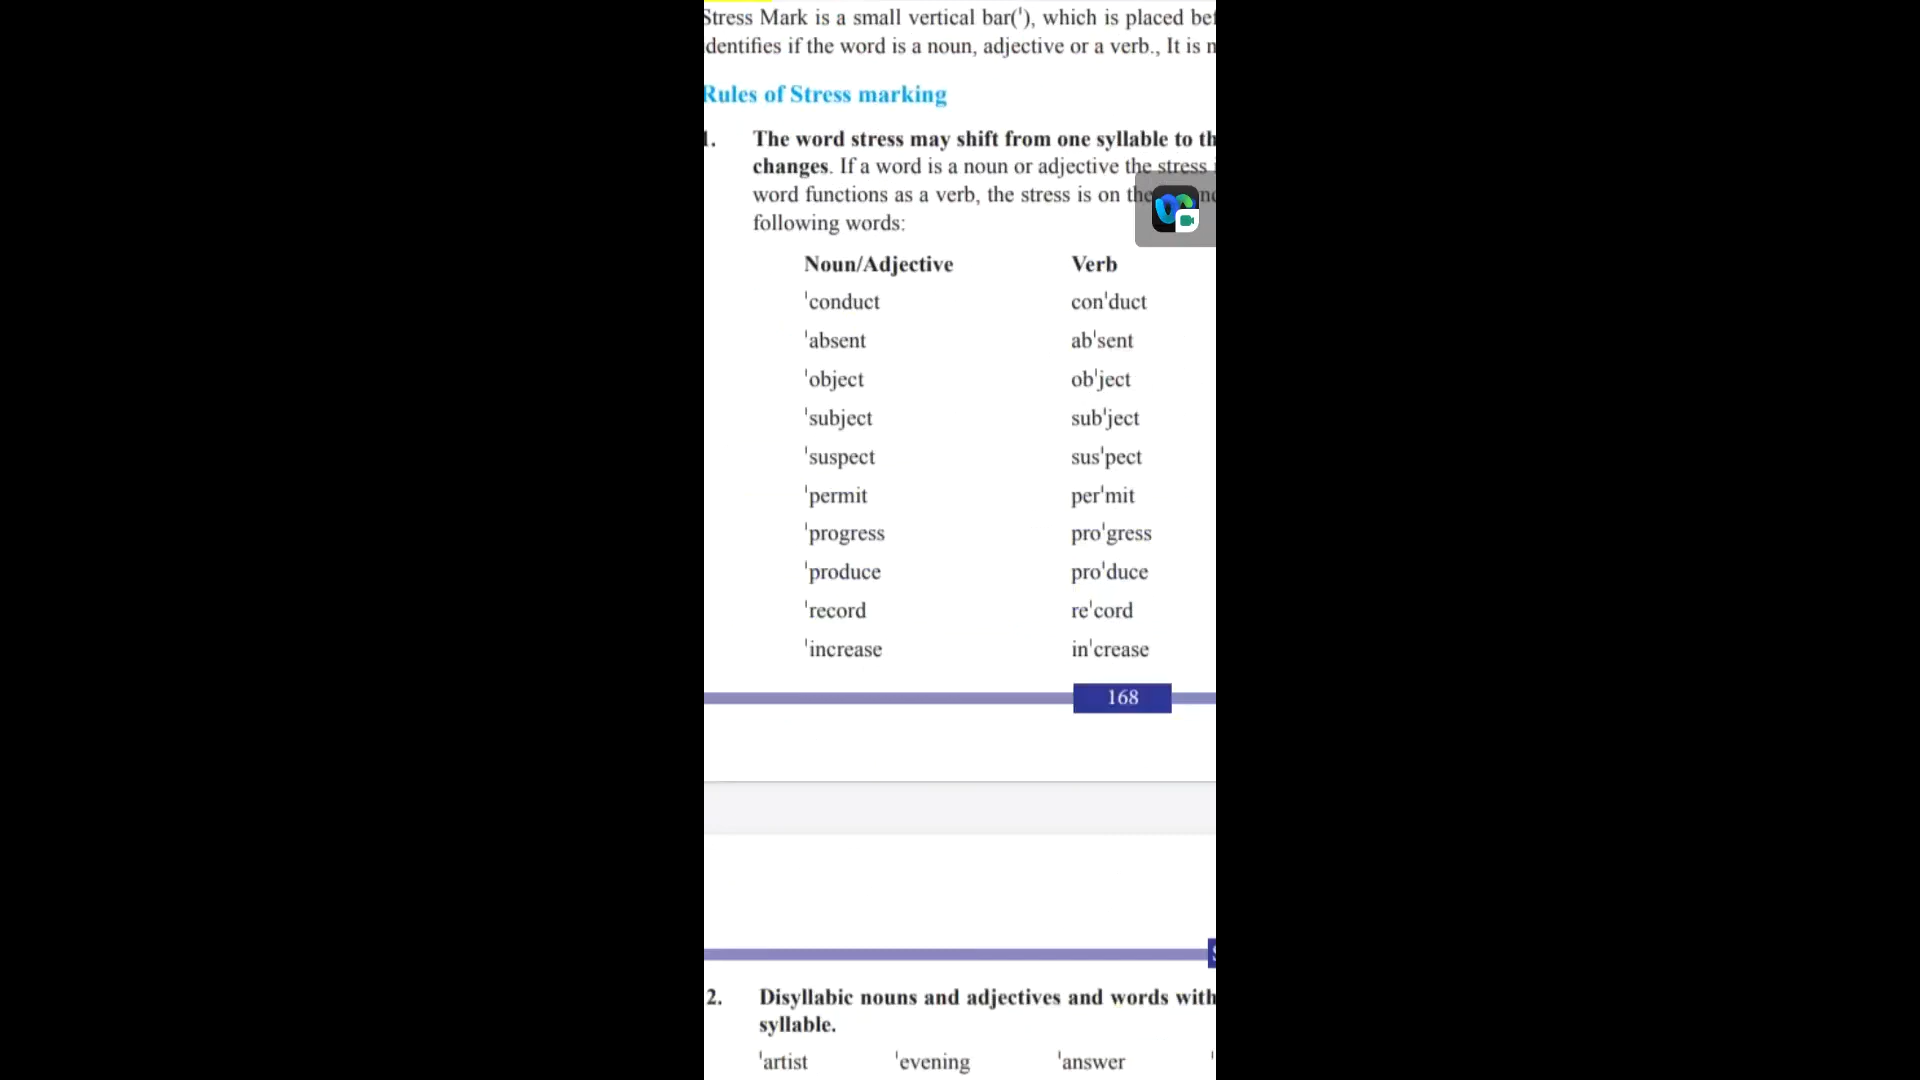 Stress Mark is a small vertical bar('), which is placed be
dentifies if the word is a noun, adjective or a verb., It is
Rules of Stress marking
1. The word stress may shift from one syllable to th
changes. If a word is a noun or adjective the stress
word functions as a verb, the stress is on the
following words:
Noun/Adjective Verb
'conduct con'duct
'absent ab'sent
'object ob'ject
'subject sub'ject
'suspect sus'pect
'permit per'mit
'progress pro'gress
'produce pro'duce
'record re'cord
'increase in'crease
168
2. Disyllabic nouns and adjectives and words with
syllable.
'artist 'evening 'answer